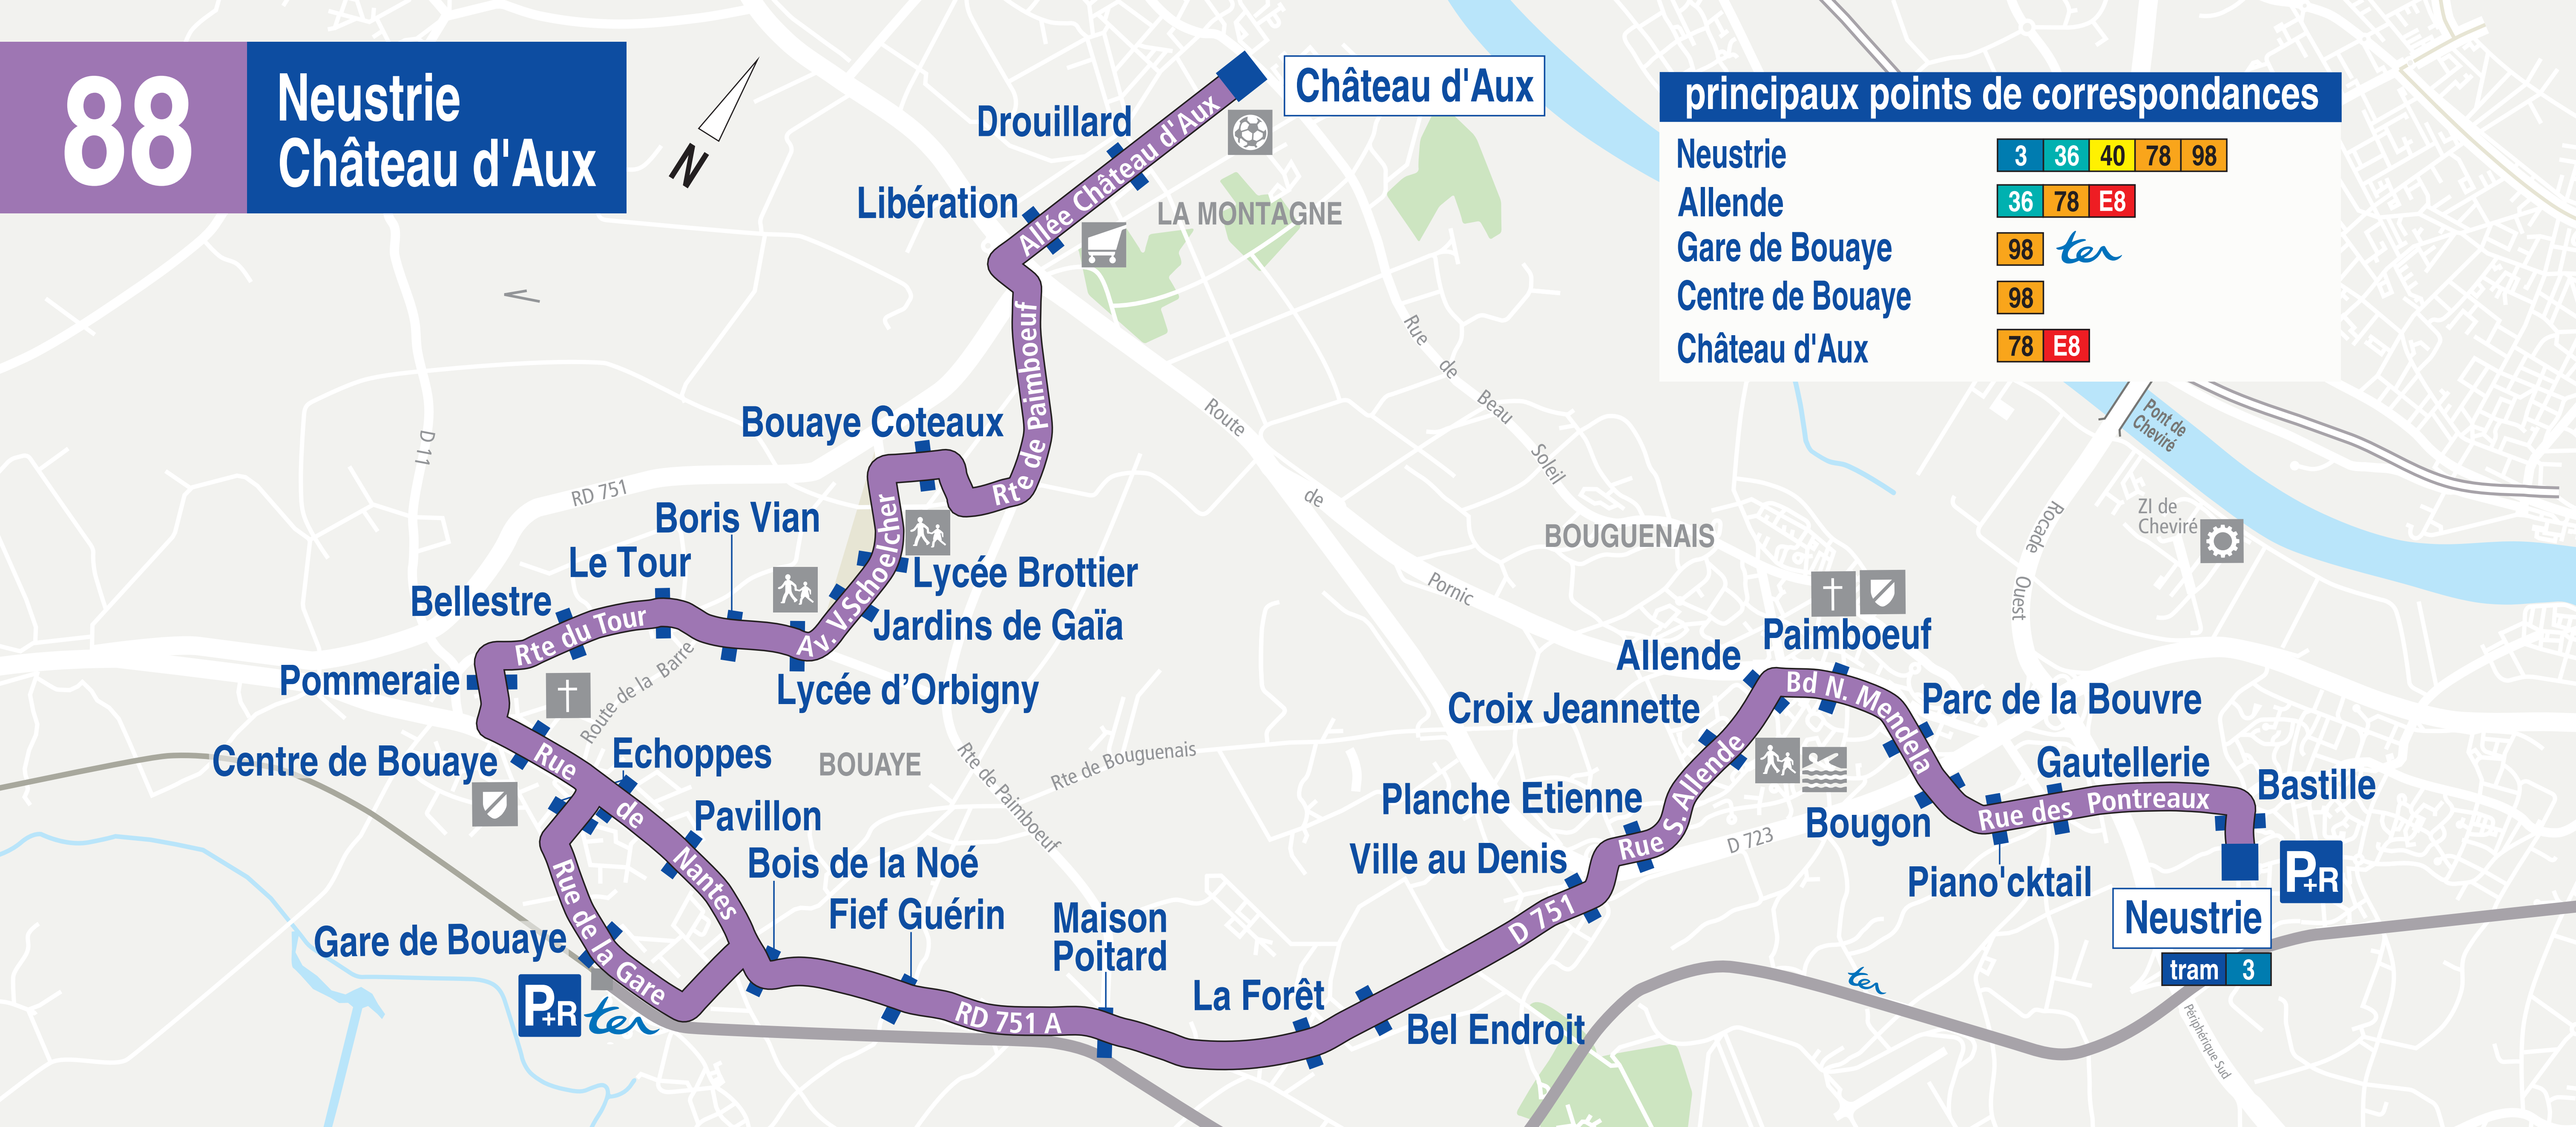 88
Neustrie
Château d'Aux
N
Château d'Aux
Drouillard
Libération
Allée Château d'Aux
LA MONTAGNE
principaux points de correspondances
Neustrie 3 36 40 78 98
Allende 36 78 E8
Gare de Bouaye 98 ter
Centre de Bouaye 98
Château d'Aux 78 E8
Rte de Paimboeuf
Rue de Beau Soleil
Route de Pornic
Pont de
Cheviré
D 11
RD 751
Bouaye Coteaux
Boris Vian
Le Tour
Bellestre
Rte du Tour
Av. V.Schoelcher
Lycée Brottier
Jardins de Gaïa
Lycée d’Orbigny
Pommeraie
Route de la Barre
BOUGUENAIS
ZI de
Cheviré
Rocade Ouest
Centre de Bouaye
Echoppes
BOUAYE
Pavillon
Rue de Nantes
Bois de la Noé
Fief Guérin
Maison
Poitard
Rte de Paimboeuf
Rte de Bouguenais
Rue de la Gare
Gare de Bouaye
P+R
ter
RD 751 A
La Forêt
Bel Endroit
D 751
Ville au Denis
Planche Etienne
Rue S. Allende
Croix Jeannette
Allende
Paimboeuf
Bd N. Mendela
Parc de la Bouvre
D 723
Bougon
Gautellerie
Rue des Pontreaux
Piano'cktail
Bastille
P+R
Neustrie
tram 3
ter
Périphérique Sud